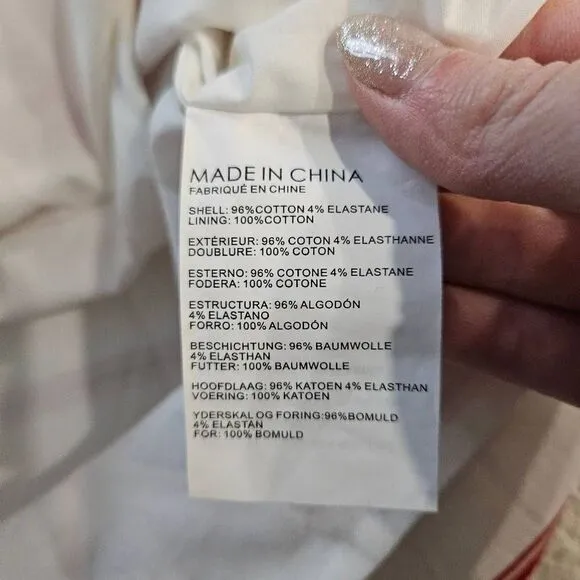 MADE IN CHINA
FABRIQUÉ EN CHINE
SHELL: 96%COTTON 4% ELASTANE
LINING: 100%COTTON
EXTÉRIEUR: 96% COTON 4% ELASTHANNE
DOUBLURE: 100% COTON
ESTERNO: 96% COTONE 4% ELASTANE
FODERA: 100% COTONE
ESTRUCTURA: 96% ALGODÓN
4% ELASTANO
FORRO: 100% ALGODÓN
BESCHICHTUNG: 96% BAUMWOLLE
4% ELASTHAN
FUTTER: 100% BAUMWOLLE
HOOFDLAAG: 96% KATOEN 4% ELASTAAN
VOERING: 100% KATOEN
YDERSKAL OG FORING:96%BOMULD
4% ELASTAN
FOR: 100% BOMULD